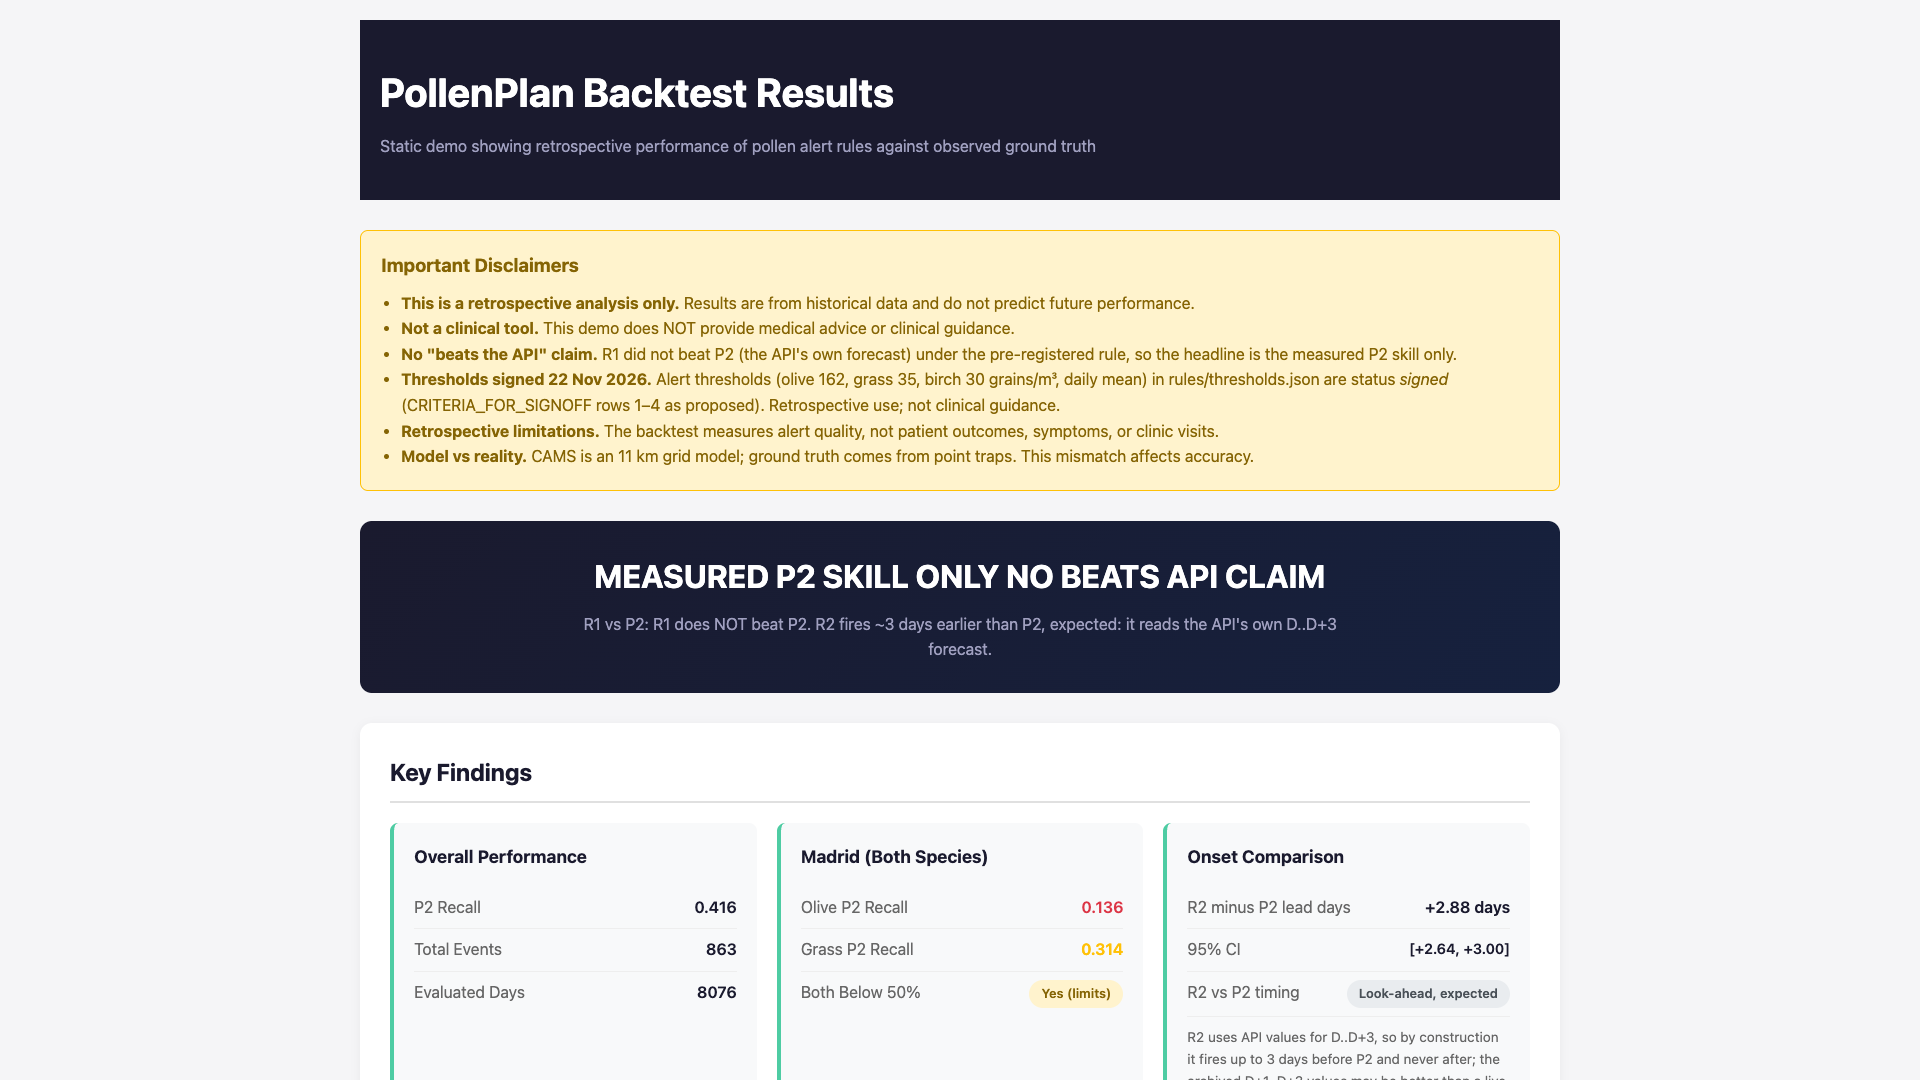 PollenPlan Backtest Results
Static demo showing retrospective performance of pollen alert rules against observed ground truth
Important Disclaimers
• This is a retrospective analysis only. Results are from historical data and do not predict future performance.
• Not a clinical tool. This demo does NOT provide medical advice or clinical guidance.
• No "beats the API" claim. R1 did not beat P2 (the API's own forecast) under the pre-registered rule, so the headline is the measured P2 skill only.
• Thresholds signed 22 Nov 2026. Alert thresholds (olive 162, grass 35, birch 30 grains/m³, daily mean) in rules/thresholds.json are status signed
(CRITERIA_FOR_SIGNOFF rows 1–4 as proposed). Retrospective use; not clinical guidance.
• Retrospective limitations. The backtest measures alert quality, not patient outcomes, symptoms, or clinic visits.
• Model vs reality. CAMS is an 11 km grid model; ground truth comes from point traps. This mismatch affects accuracy.
MEASURED P2 SKILL ONLY NO BEATS API CLAIM
R1 vs P2: R1 does NOT beat P2. R2 fires ~3 days earlier than P2, expected: it reads the API's own D..D+3
forecast.
Key Findings
Overall Performance
P2 Recall 0.416
Total Events 863
Evaluated Days 8076
Madrid (Both Species)
Olive P2 Recall 0.136
Grass P2 Recall 0.314
Both Below 50% Yes (limits)
Onset Comparison
R2 minus P2 lead days +2.88 days
95% CI [+2.64, +3.00]
R2 vs P2 timing Look-ahead, expected
R2 uses API values for D..D+3, so by construction
it fires up to 3 days before P2 and never after; the